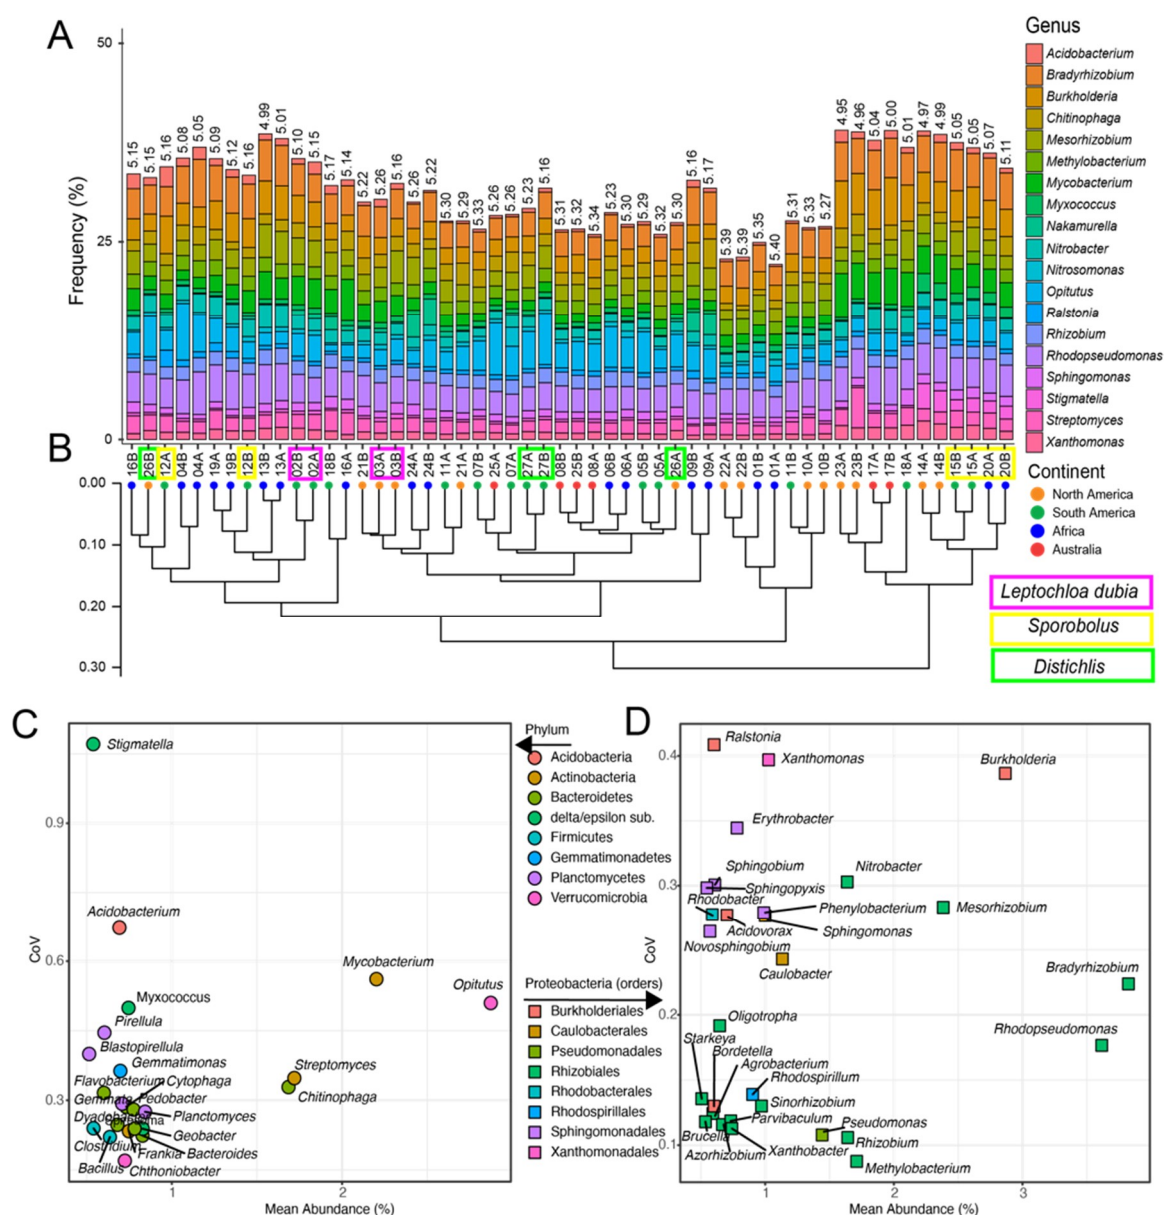 A
Frequency (%)
50
25
0
5.15
5.15
5.16
5.08
5.05
5.09
5.12
5.16
4.99
5.01
5.10
5.15
5.17
5.14
5.22
5.26
5.16
5.26
5.22
5.30
5.29
5.33
5.26
5.26
5.23
5.16
5.31
5.32
5.34
5.23
5.30
5.29
5.32
5.30
5.16
5.17
5.39
5.39
5.35
5.40
5.31
5.33
5.27
4.95
4.96
5.04
5.00
5.01
4.97
4.99
5.05
5.05
5.07
5.11
Genus
Acidobacterium
Bradyrhizobium
Burkholderia
Chitinophaga
Mesorhizobium
Methylobacterium
Mycobacterium
Myxococcus
Nakamurella
Nitrobacter
Nitrosomonas
Opitutus
Ralstonia
Rhizobium
Rhodopseudomonas
Sphingomonas
Stigmatella
Streptomyces
Xanthomonas
B
16B
26B
12A
04B
04A
19A
19B
12B
13B
13A
02B
02A
18B
16A
21B
03A
03B
24A
24B
11A
21A
07B
25A
07A
27A
27B
08B
25B
08A
06B
06A
05B
05A
26A
09B
09A
22A
22B
01B
01A
11B
10A
10B
23A
23B
17A
17B
18A
14A
14B
15B
15A
20A
20B
0.00
0.10
0.20
0.30
Continent
North America
South America
Africa
Australia
Leptochloa dubia
Sporobolus
Distichlis
C
CoV
0.9
0.6
0.3
Stigmatella
Acidobacterium
Mycobacterium
Opitutus
Myxococcus
Pirellula
Blastopirellula
Gemmatimonas
Streptomyces
Flavobacterium
Cytophaga
Chitinophaga
Gemmata
Pedobacter
Planctomyces
Geobacter
Clostridium
Frankia
Bacteroides
Bacillus
Chthoniobacter
1
2
Mean Abundance (%)
Phylum
Acidobacteria
Actinobacteria
Bacteroidetes
delta/epsilon sub.
Firmicutes
Gemmatimonadetes
Planctomycetes
Verrucomicrobia
Proteobacteria (orders)
Burkholderiales
Caulobacterales
Pseudomonadales
Rhizobiales
Rhodobacterales
Rhodospirillales
Sphingomonadales
Xanthomonadales
D
CoV
0.4
0.3
0.2
0.1
Ralstonia
Xanthomonas
Burkholderia
Erythrobacter
Sphingobium
Nitrobacter
Sphingopyxis
Rhodobacter
Phenylobacterium
Mesorhizobium
Acidovorax
Sphingomonas
Novosphingobium
Caulobacter
Bradyrhizobium
Oligotropha
Rhodopseudomonas
Starkeya
Bordetella
Agrobacterium
Rhodospirillum
Sinorhizobium
Parvibaculum
Pseudomonas
Brucella
Rhizobium
Azorhizobium
Xanthobacter
Methylobacterium
1
2
3
Mean Abundance (%)